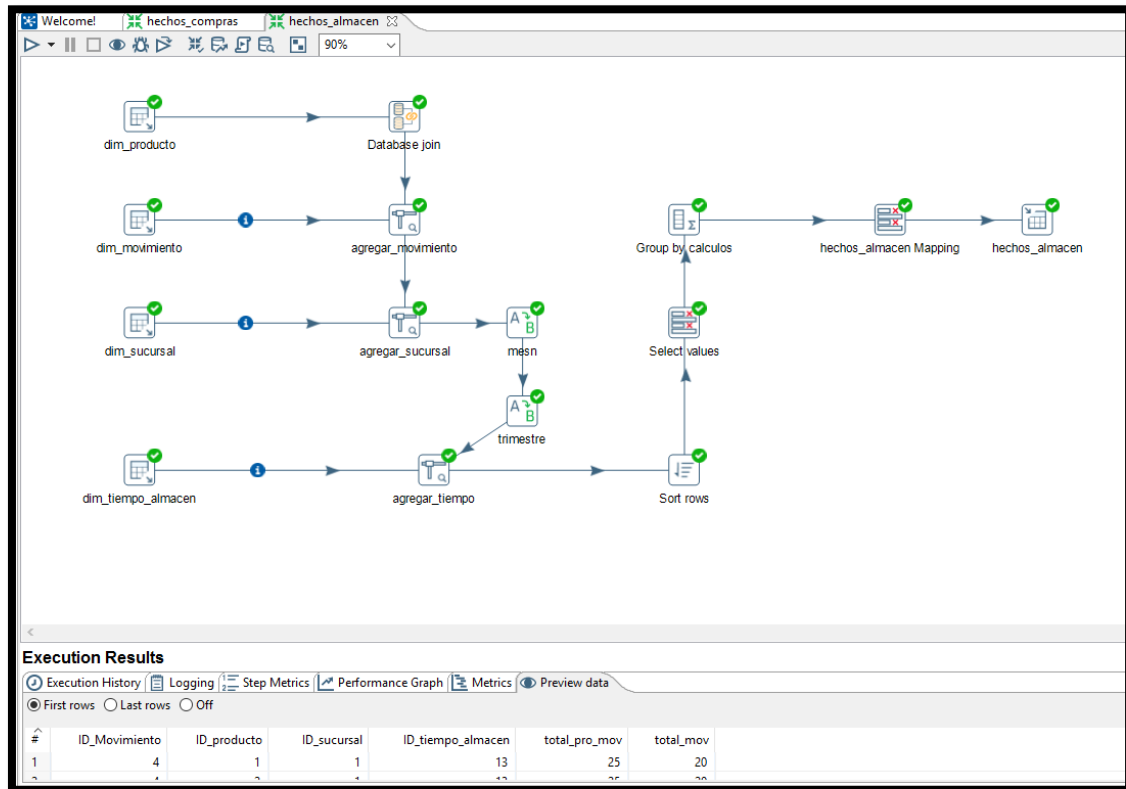 Welcome! hechos_compras hechos_almacen
90%
dim_producto Database join
dim_movimiento agregar_movimiento Group by calculos hechos_almacen Mapping hechos_almacen
dim_sucursal agregar_sucursal mesn Select values
trimestre
dim_tiempo_almacen agregar_tiempo Sort rows
Execution Results
Execution History Logging Step Metrics Performance Graph Metrics Preview data
First rows Last rows Off
# ID_Movimiento ID_producto ID_sucursal ID_tiempo_almacen total_pro_mov total_mov
1 4 1 1 13 25 20